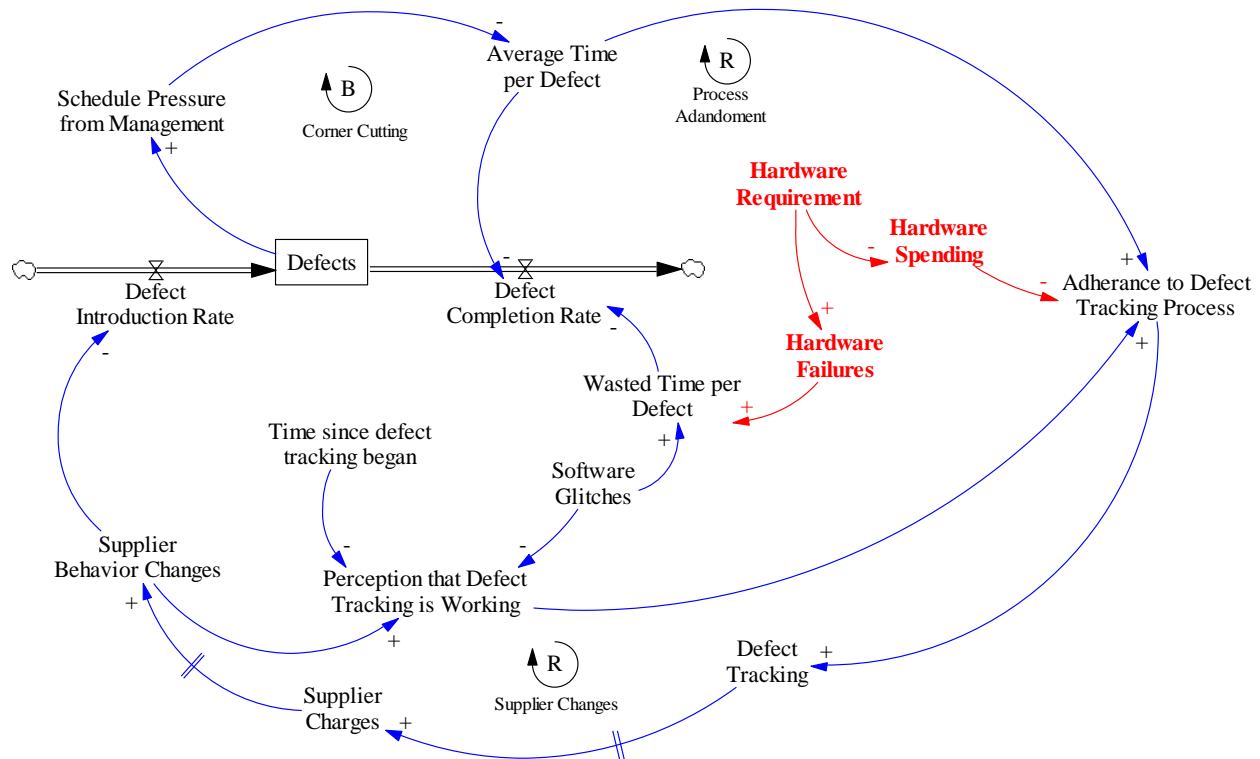 Average Time
per Defect
R
Process
Adandoment
B
Corner Cutting
Schedule Pressure
from Management
Hardware
Requirement
Hardware
Spending
Defects
Adherance to Defect
Tracking Process
Defect
Introduction Rate
Defect
Completion Rate
Hardware
Failures
Wasted Time per
Defect
Time since defect
tracking began
Software
Glitches
Supplier
Behavior Changes
Perception that Defect
Tracking is Working
R
Supplier Changes
Defect
Tracking
Supplier
Charges
-
+
-
+
-
-
+
-
+
-
+
+
+
-
-
+
+
+
+